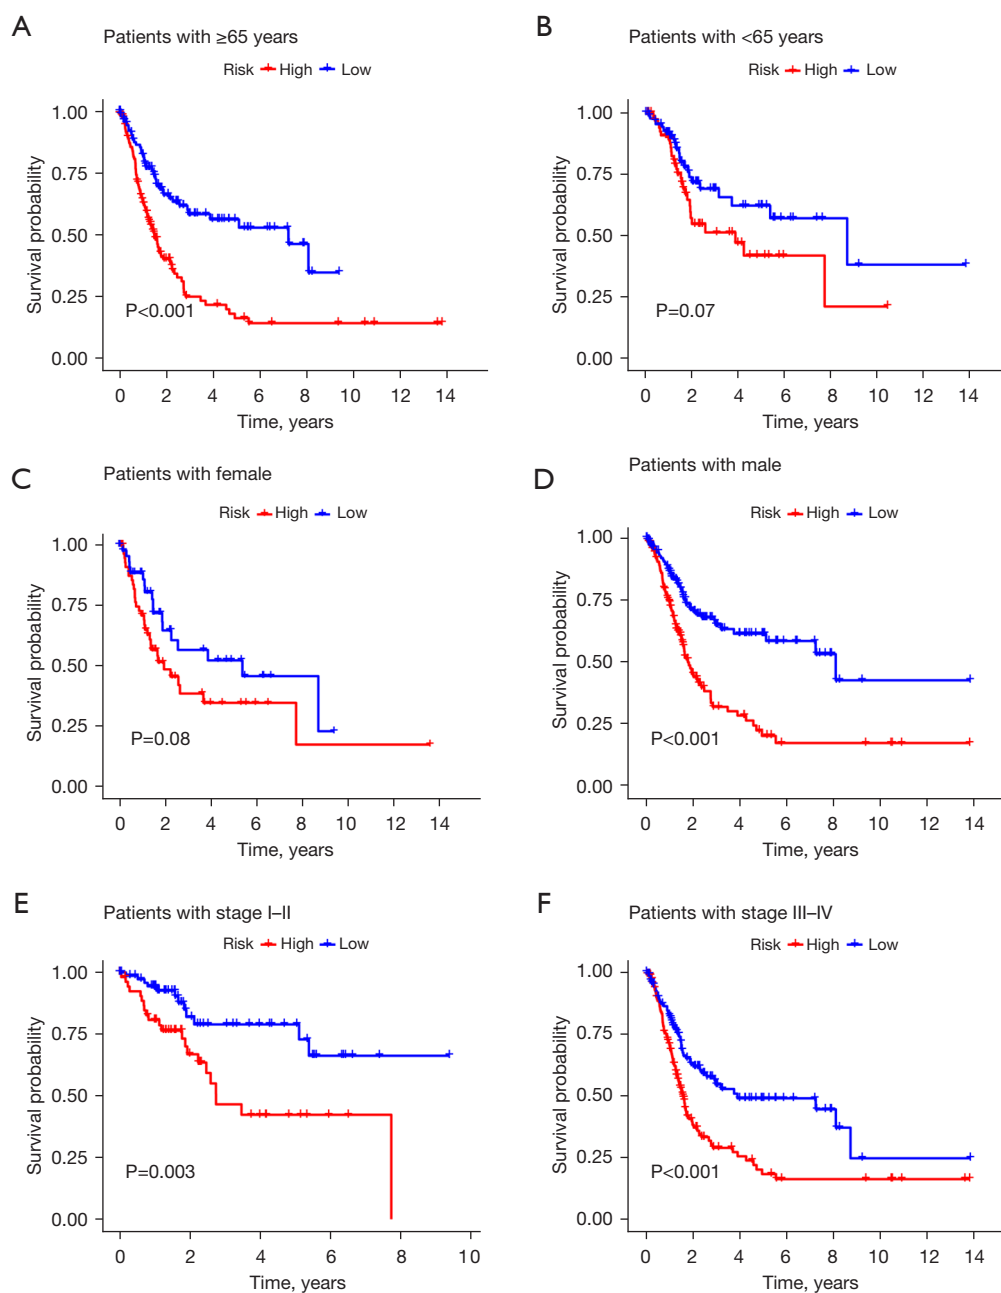 A
Patients with ≥65 years
Risk High Low
Survival probability
1.00
0.75
0.50
0.25
0.00
P<0.001
0 2 4 6 8 10 12 14
Time, years
B
Patients with <65 years
Risk High Low
Survival probability
1.00
0.75
0.50
0.25
0.00
P=0.07
0 2 4 6 8 10 12 14
Time, years
C
Patients with female
Risk High Low
Survival probability
1.00
0.75
0.50
0.25
0.00
P=0.08
0 2 4 6 8 10 12 14
Time, years
D
Patients with male
Risk High Low
Survival probability
1.00
0.75
0.50
0.25
0.00
P<0.001
0 2 4 6 8 10 12 14
Time, years
E
Patients with stage I–II
Risk High Low
Survival probability
1.00
0.75
0.50
0.25
0.00
P=0.003
0 2 4 6 8 10
Time, years
F
Patients with stage III–IV
Risk High Low
Survival probability
1.00
0.75
0.50
0.25
0.00
P<0.001
0 2 4 6 8 10 12 14
Time, years